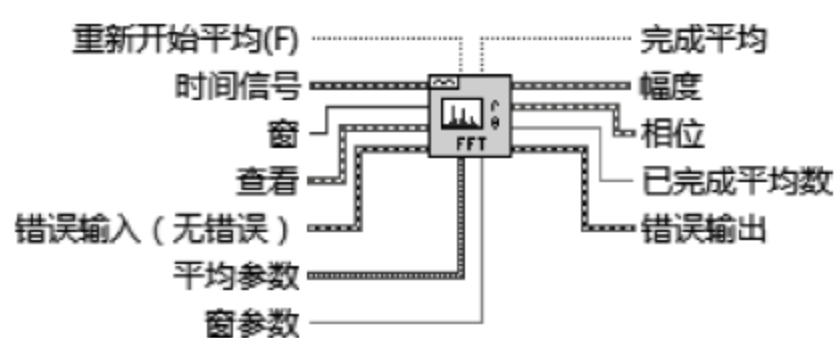 重新开始平均(F)
完成平均
时间信号
幅度
窗
相位
查看
已完成平均数
错误输入（无错误）
错误输出
平均参数
窗参数
r
θ
FFT